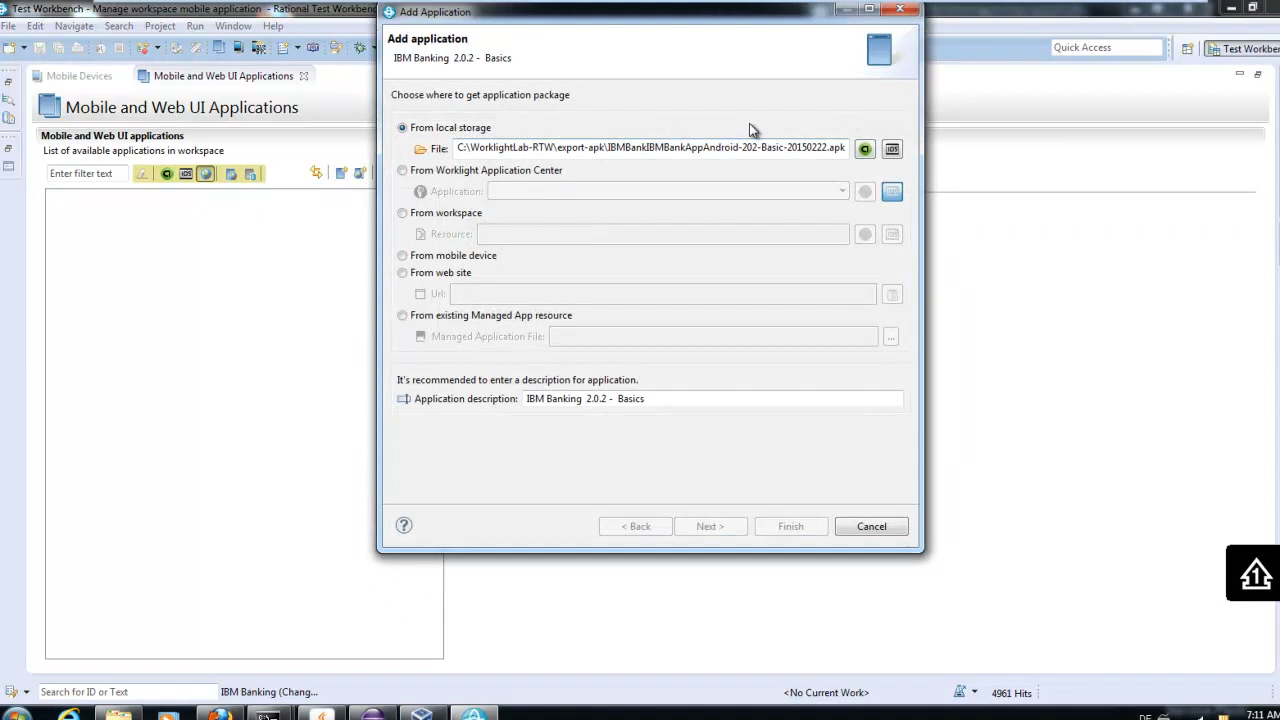 Test Workbench - Manage workspace mobile application - Rational Test Workbench
Add Application
File Edit Navigate Search Project Run Window Help
Quick Access
Test Workben
Mobile Devices
Mobile and Web UI Applications
Mobile and Web UI Applications
Mobile and Web UI applications
List of available applications in workspace
Enter filter text
iOS
Add application
IBM Banking 2.0.2 - Basics
Choose where to get application package
From local storage
File: C:\WorklightLab-RTW\export-apk\IBMBankIBMBankAppAndroid-202-Basic-20150222.apk
iOS
From Worklight Application Center
Application:
From workspace
Resource:
From mobile device
From web site
Url:
From existing Managed App resource
Managed Application File:
...
It's recommended to enter a description for application.
Application description: IBM Banking 2.0.2 - Basics
?
< Back
Next >
Finish
Cancel
1
Search for ID or Text
IBM Banking (Chang...
<No Current Work>
4961 Hits
DE
7:11 AM